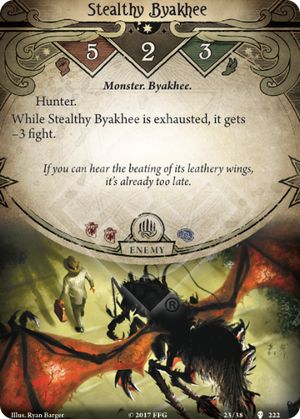 Stealthy Byakhee
5 2 3
Monster. Byakhee.
Hunter.
While Stealthy Byakhee is exhausted, it gets
–3 fight.
If you can hear the beating of its leathery wings,
it's already too late.
ENEMY
®
Illus. Ryan Barger
© 2017 FFG
23/38
222